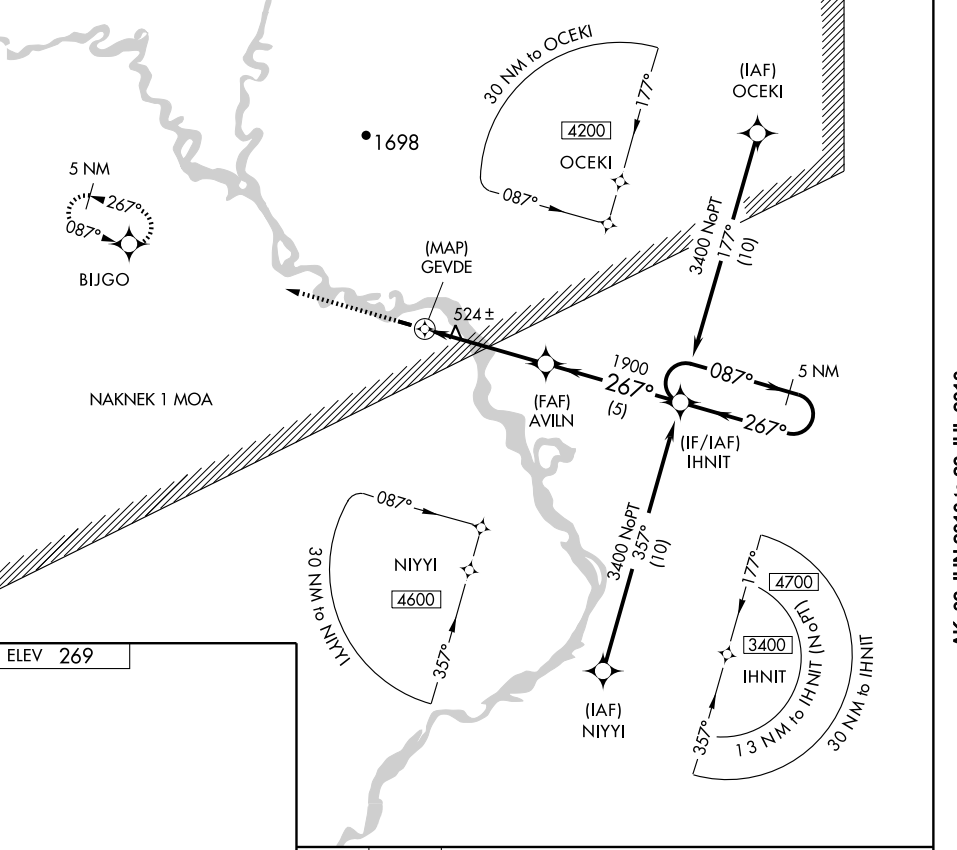 30 NM to OCEKI
177°
4200
OCEKI
087°
(IAF)
OCEKI
1698
5 NM
267°
087°
BIJGO
3400 NoPT
177°
(10)
(MAP)
GEVDE
524±
NAKNEK 1 MOA
(FAF)
AVILN
1900
267°
(5)
087°
5 NM
267°
(IF/IAF)
IHNIT
087°
NIYYI
4600
30 NM to NIYYI
357°
3400 NoPT
357°
(10)
(IAF)
NIYYI
177°
4700
3400
IHNIT
357°
13 NM to IHNIT (NoPT)
30 NM to IHNIT
ELEV 269